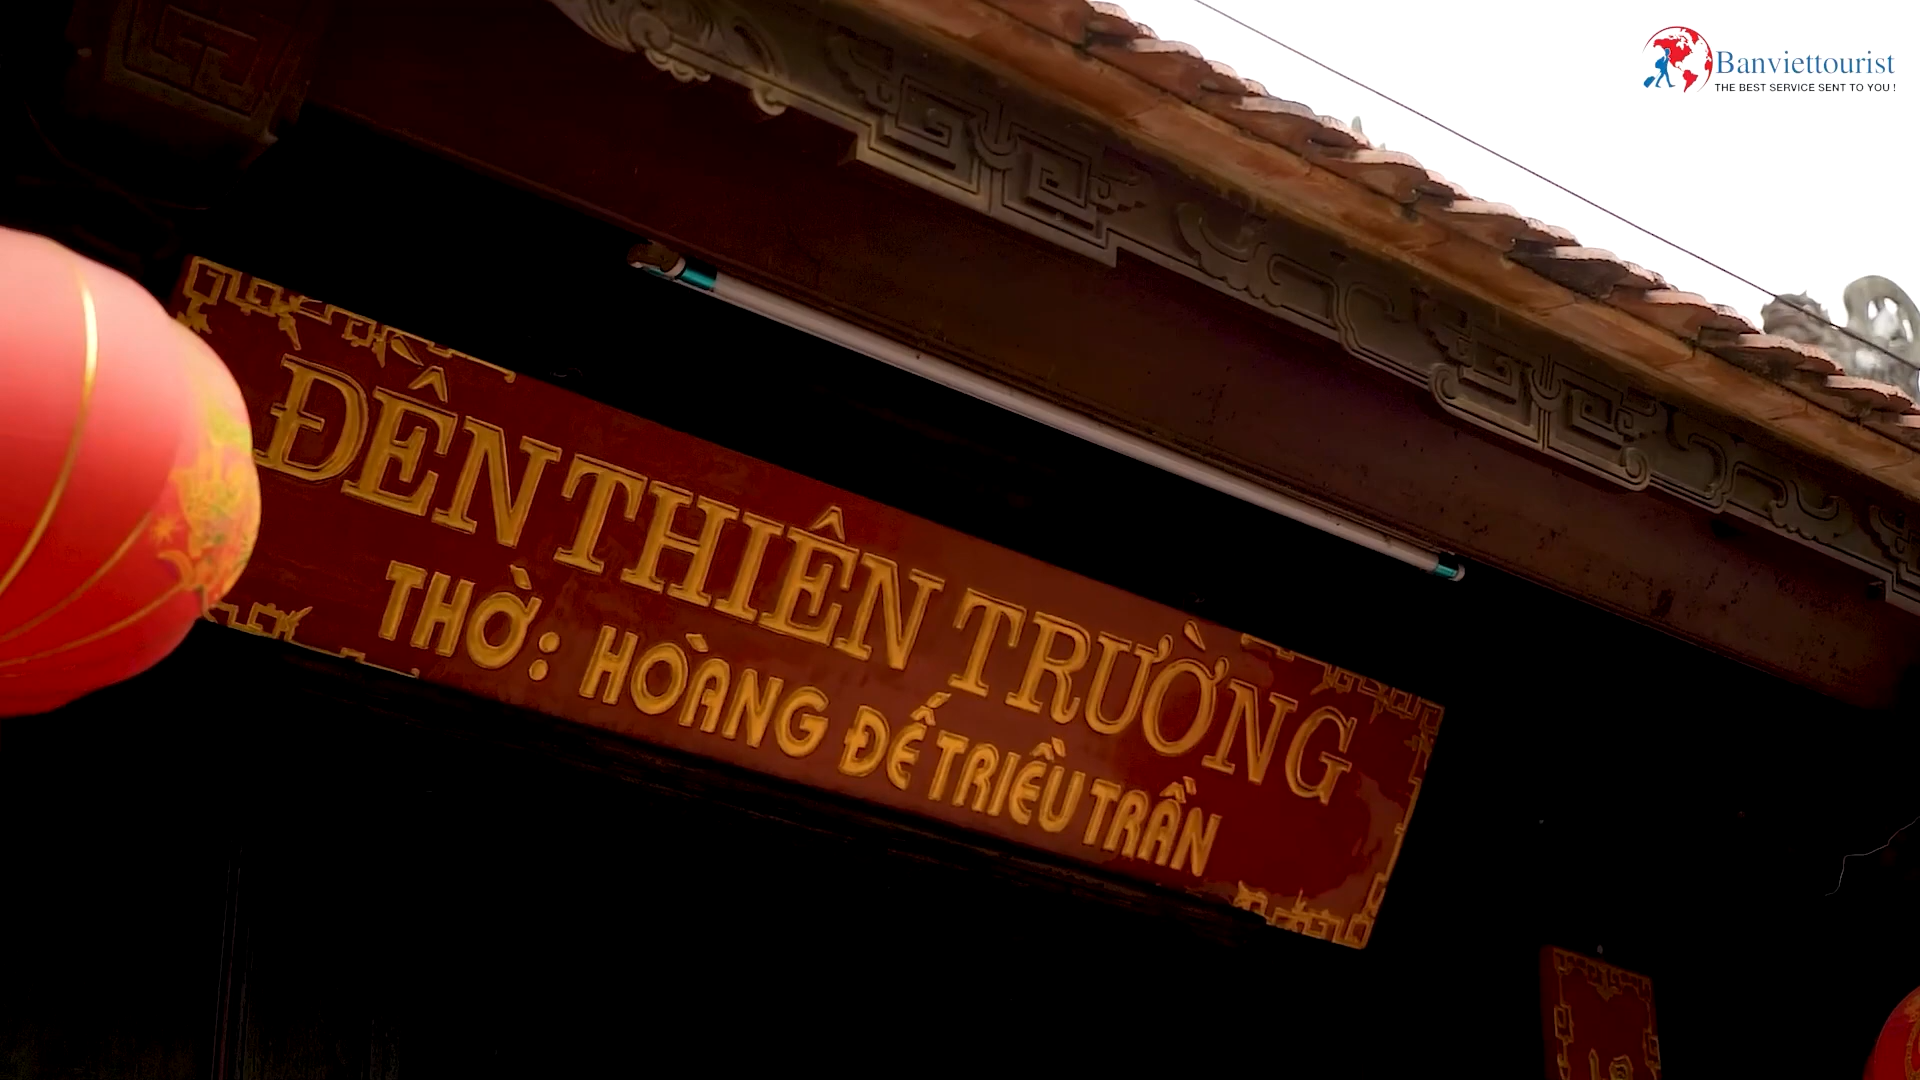 Banviettourist
THE BEST SERVICE SENT TO YOU !
ĐỀN THIÊN TRƯỜNG
THỜ: HOÀNG ĐẾ TRIỀU TRẦN